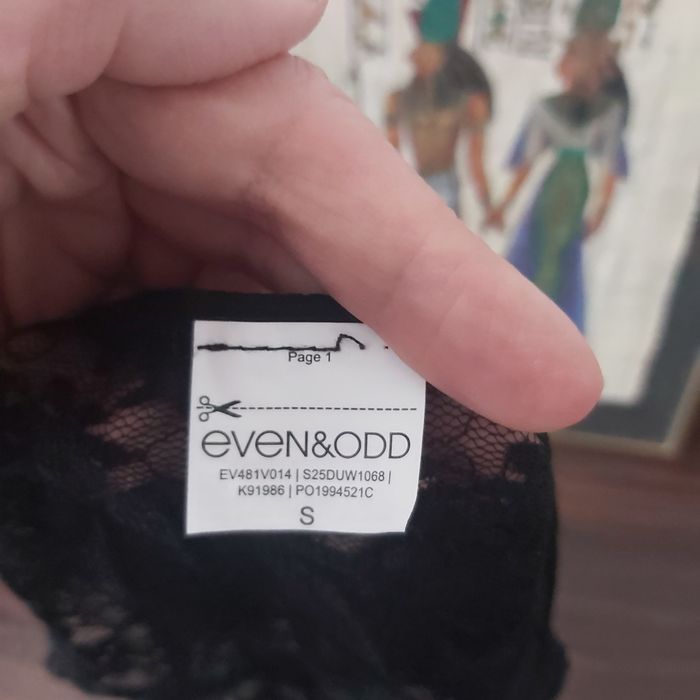 Page 1
even&odd
EV481V014 | S25DUW1068 |
K91986 | PO1994521C
S